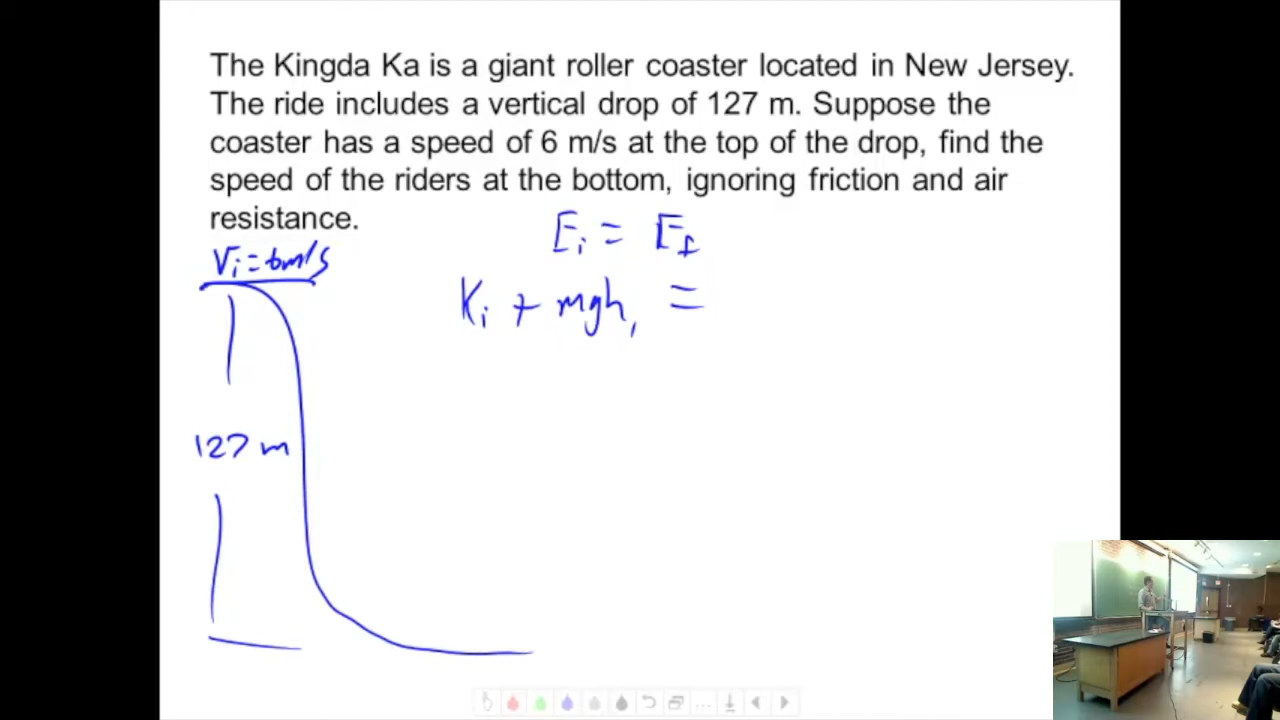 The Kingda Ka is a giant roller coaster located in New Jersey.
The ride includes a vertical drop of 127 m. Suppose the
coaster has a speed of 6 m/s at the top of the drop, find the
speed of the riders at the bottom, ignoring friction and air
resistance.
Ei = Ef
Vi = 6m/s
Ki + mgh, =
127 m